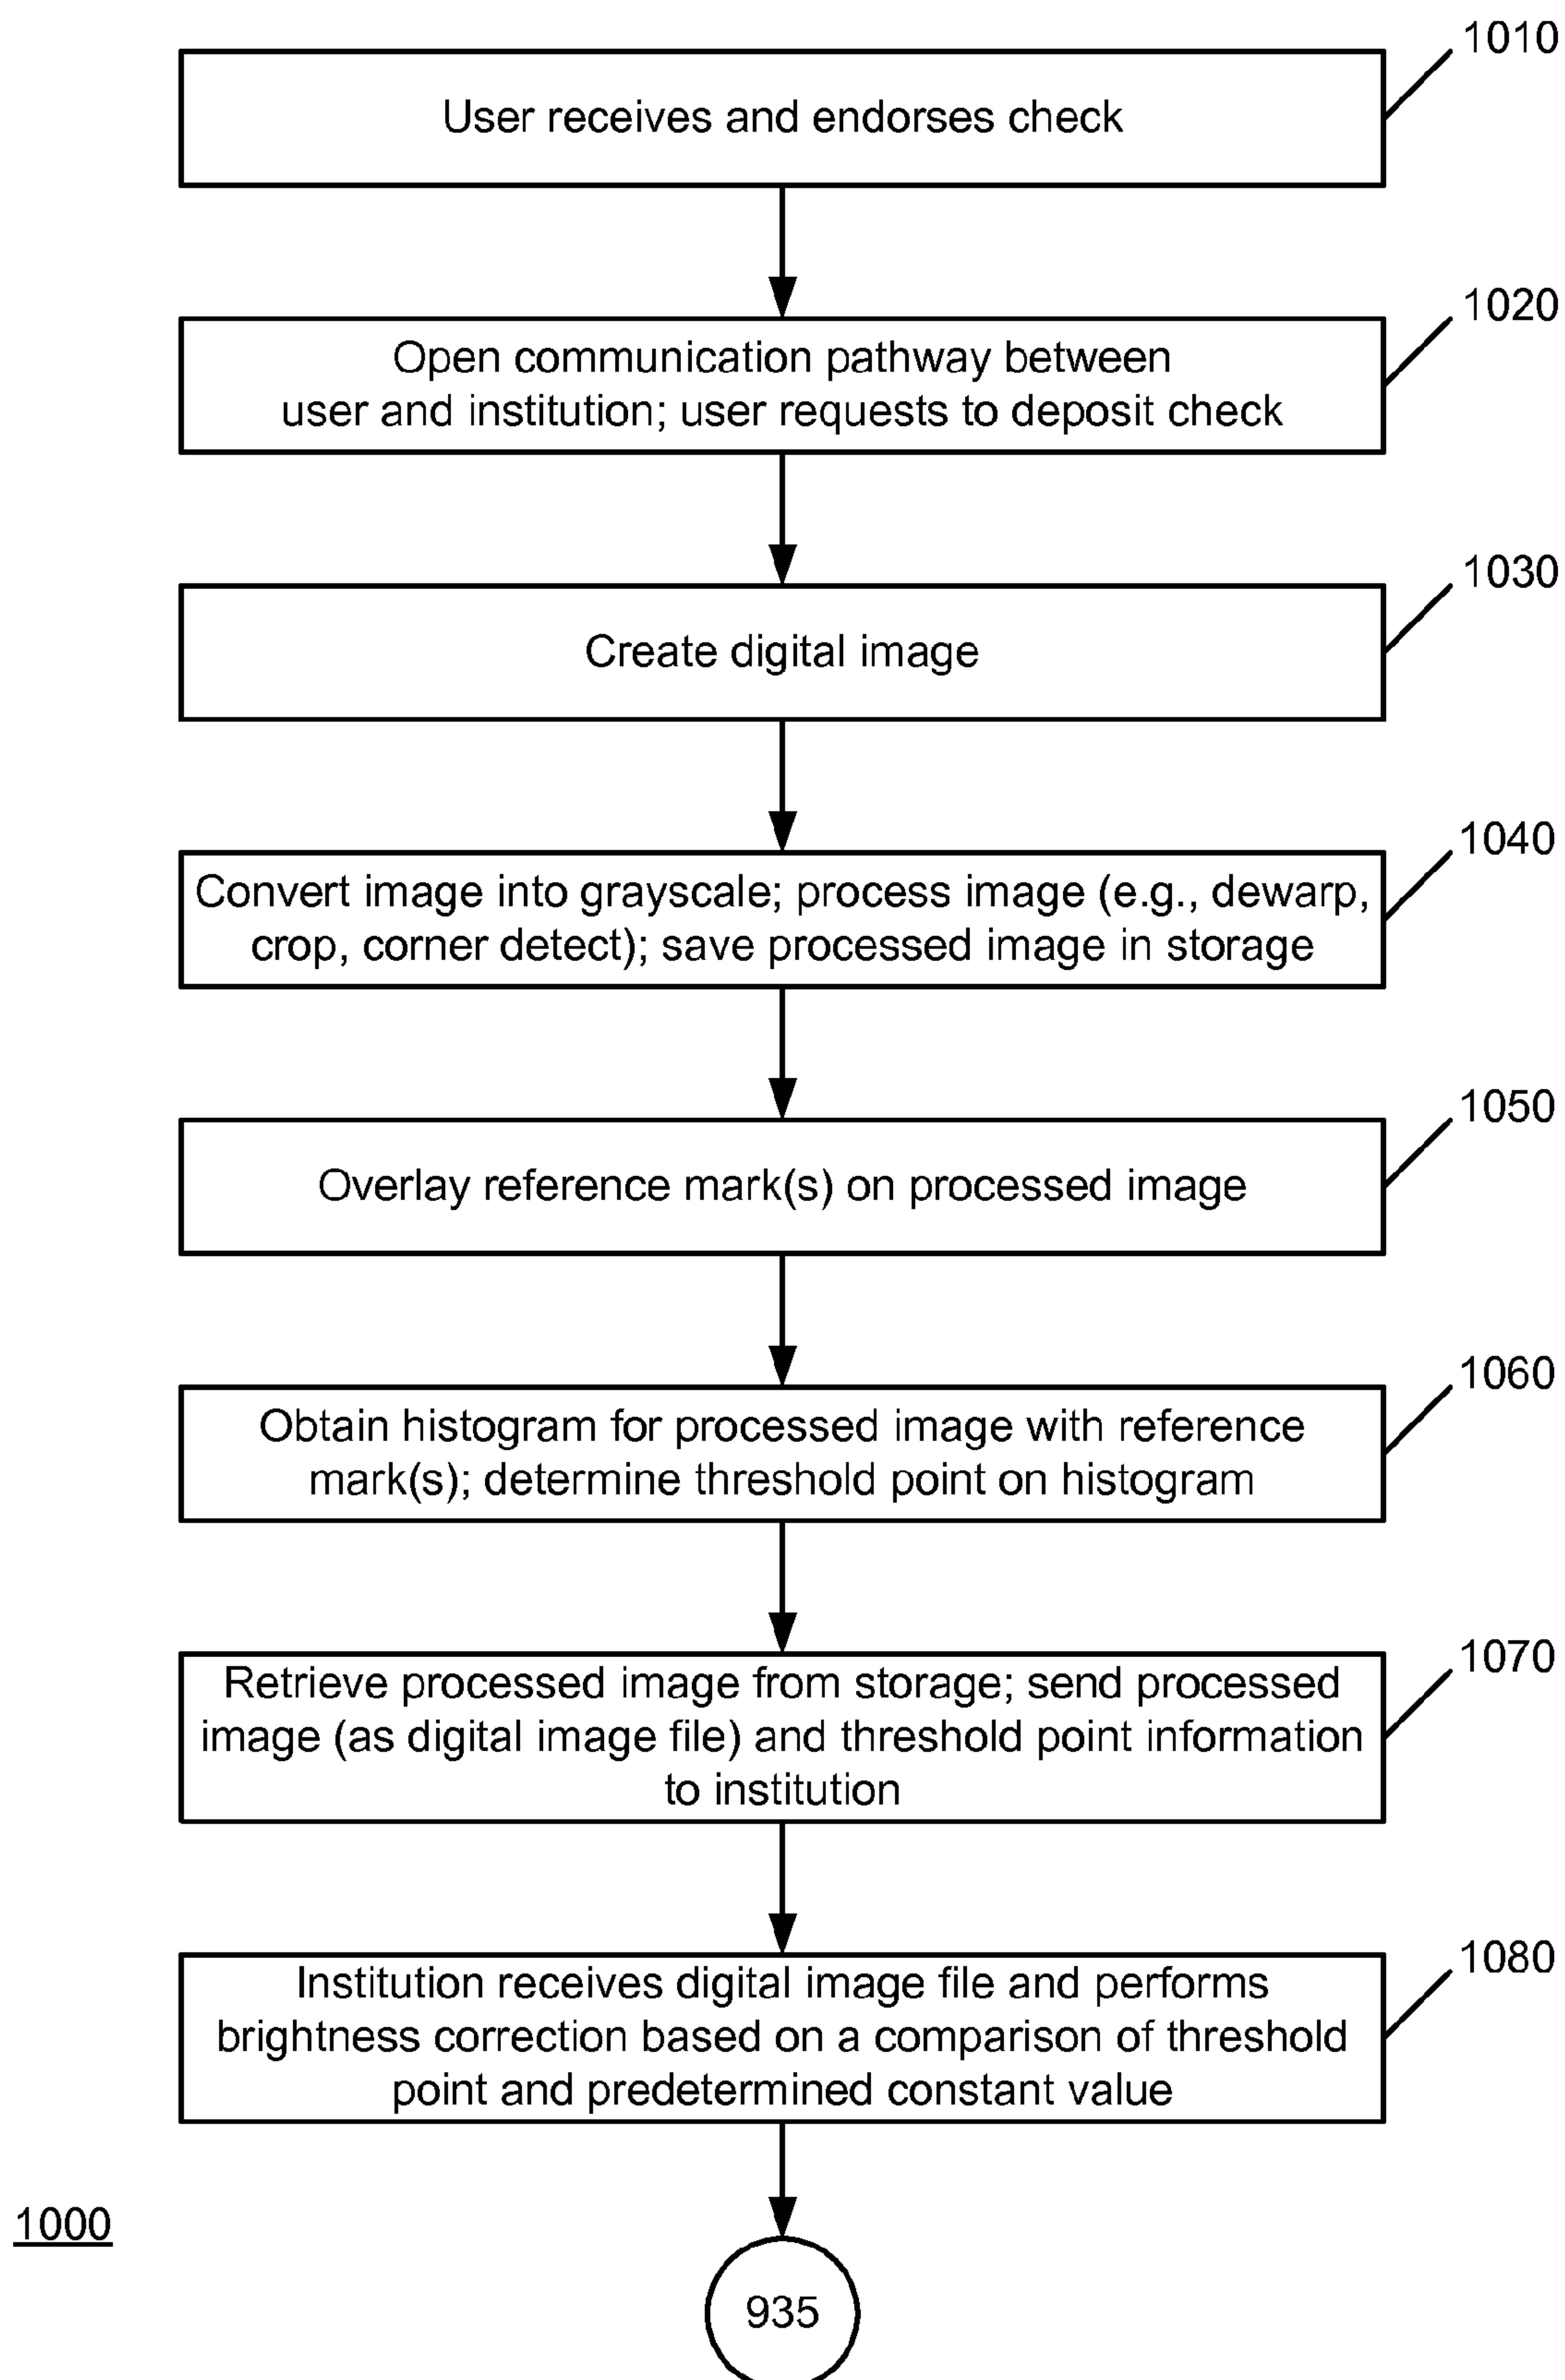 1010
User receives and endorses check
1020
Open communication pathway between
user and institution; user requests to deposit check
1030
Create digital image
1040
Convert image into grayscale; process image (e.g., dewarp,
crop, corner detect); save processed image in storage
1050
Overlay reference mark(s) on processed image
1060
Obtain histogram for processed image with reference
mark(s); determine threshold point on histogram
1070
Retrieve processed image from storage; send processed
image (as digital image file) and threshold point information
to institution
1080
Institution receives digital image file and performs
brightness correction based on a comparison of threshold
point and predetermined constant value
1000
935